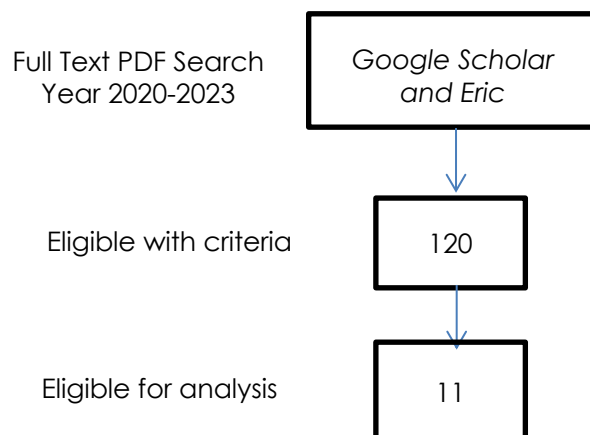 Full Text PDF Search
Year 2020-2023
Google Scholar
and Eric
Eligible with criteria
120
Eligible for analysis
11